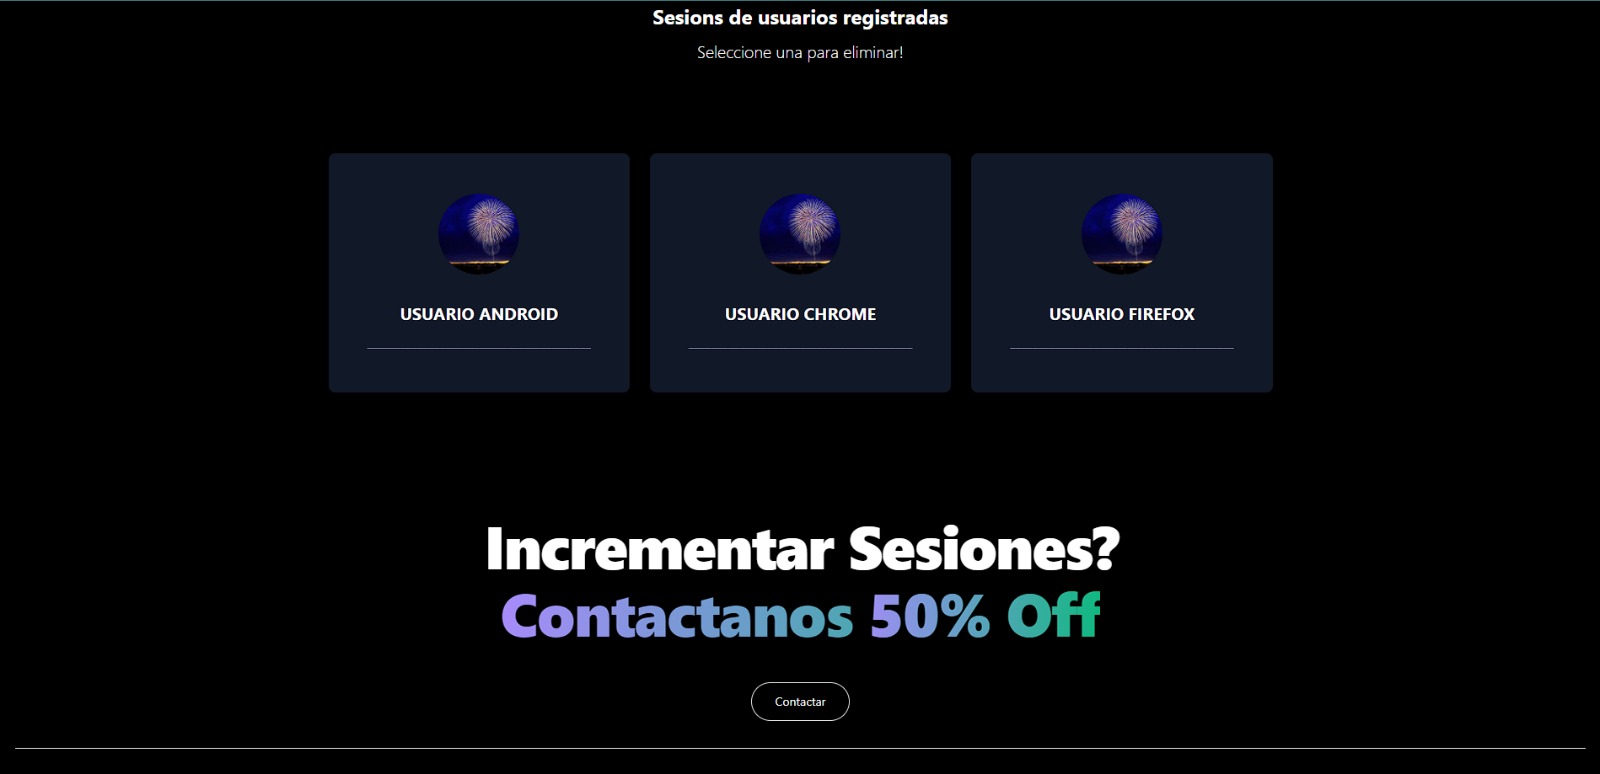 Sesions de usuarios registradas
Seleccione una para eliminar!
USUARIO ANDROID
USUARIO CHROME
USUARIO FIREFOX
Incrementar Sesiones?
Contactanos 50% Off
Contactar